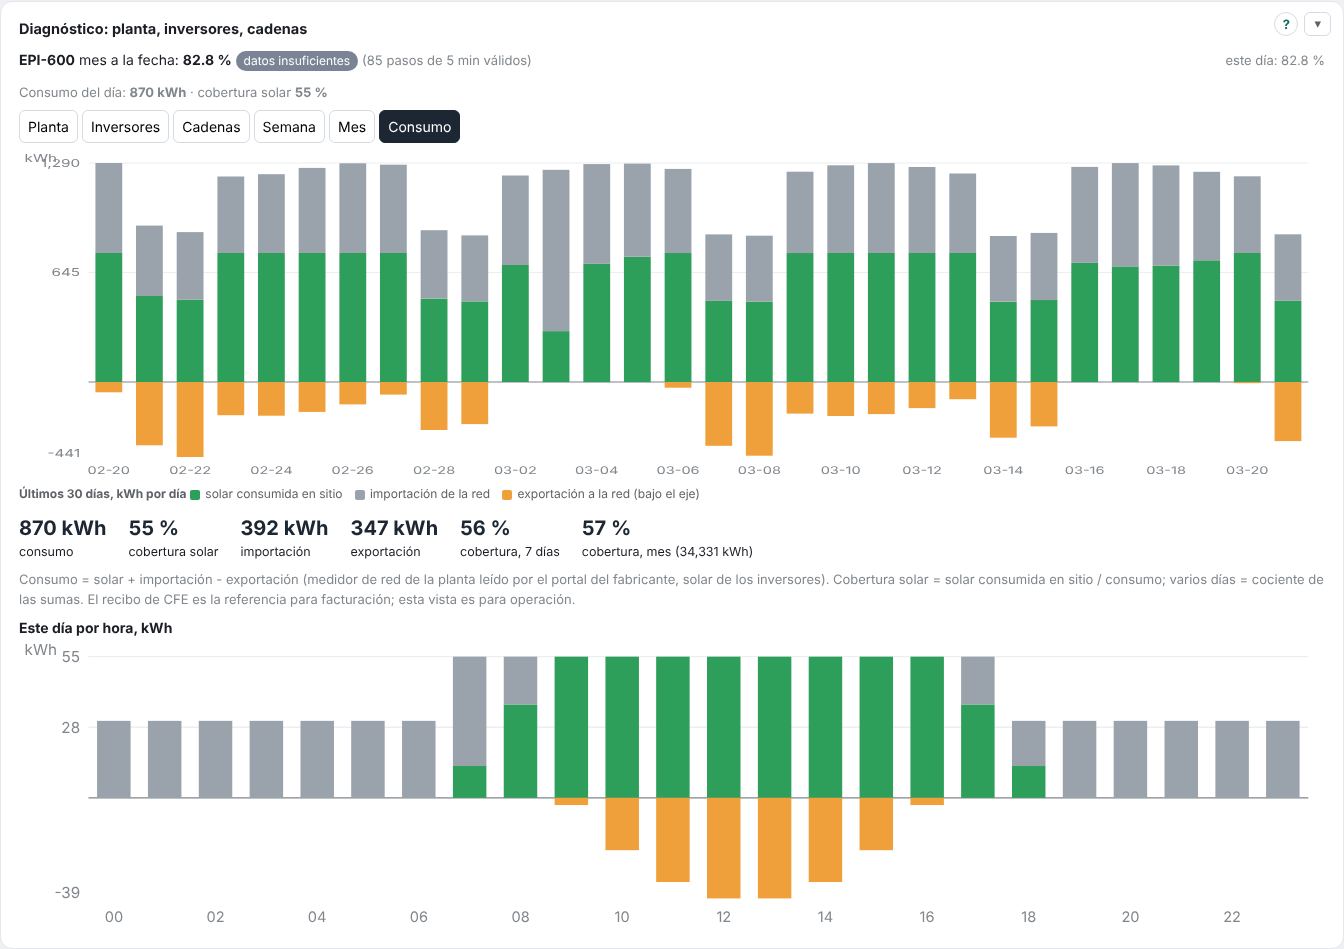 Diagnóstico: planta, inversores, cadenas
? ▼
EPI-600 mes a la fecha: 82.8 % datos insuficientes (85 pasos de 5 min válidos)
este día: 82.8 %
Consumo del día: 870 kWh · cobertura solar 55 %
Planta Inversores Cadenas Semana Mes Consumo
kWh
1,290
645
-441
02-20 02-22 02-24 02-26 02-28 03-02 03-04 03-06 03-08 03-10 03-12 03-14 03-16 03-18 03-20
Últimos 30 días, kWh por día solar consumida en sitio importación de la red exportación a la red (bajo el eje)
870 kWh 55 % 392 kWh 347 kWh 56 % 57 %
consumo cobertura solar importación exportación cobertura, 7 días cobertura, mes (34,331 kWh)
Consumo = solar + importación - exportación (medidor de red de la planta leído por el portal del fabricante, solar de los inversores). Cobertura solar = solar consumida en sitio / consumo; varios días = cociente de
las sumas. El recibo de CFE es la referencia para facturación; esta vista es para operación.
Este día por hora, kWh
kWh 55
28
-39
00 02 04 06 08 10 12 14 16 18 20 22